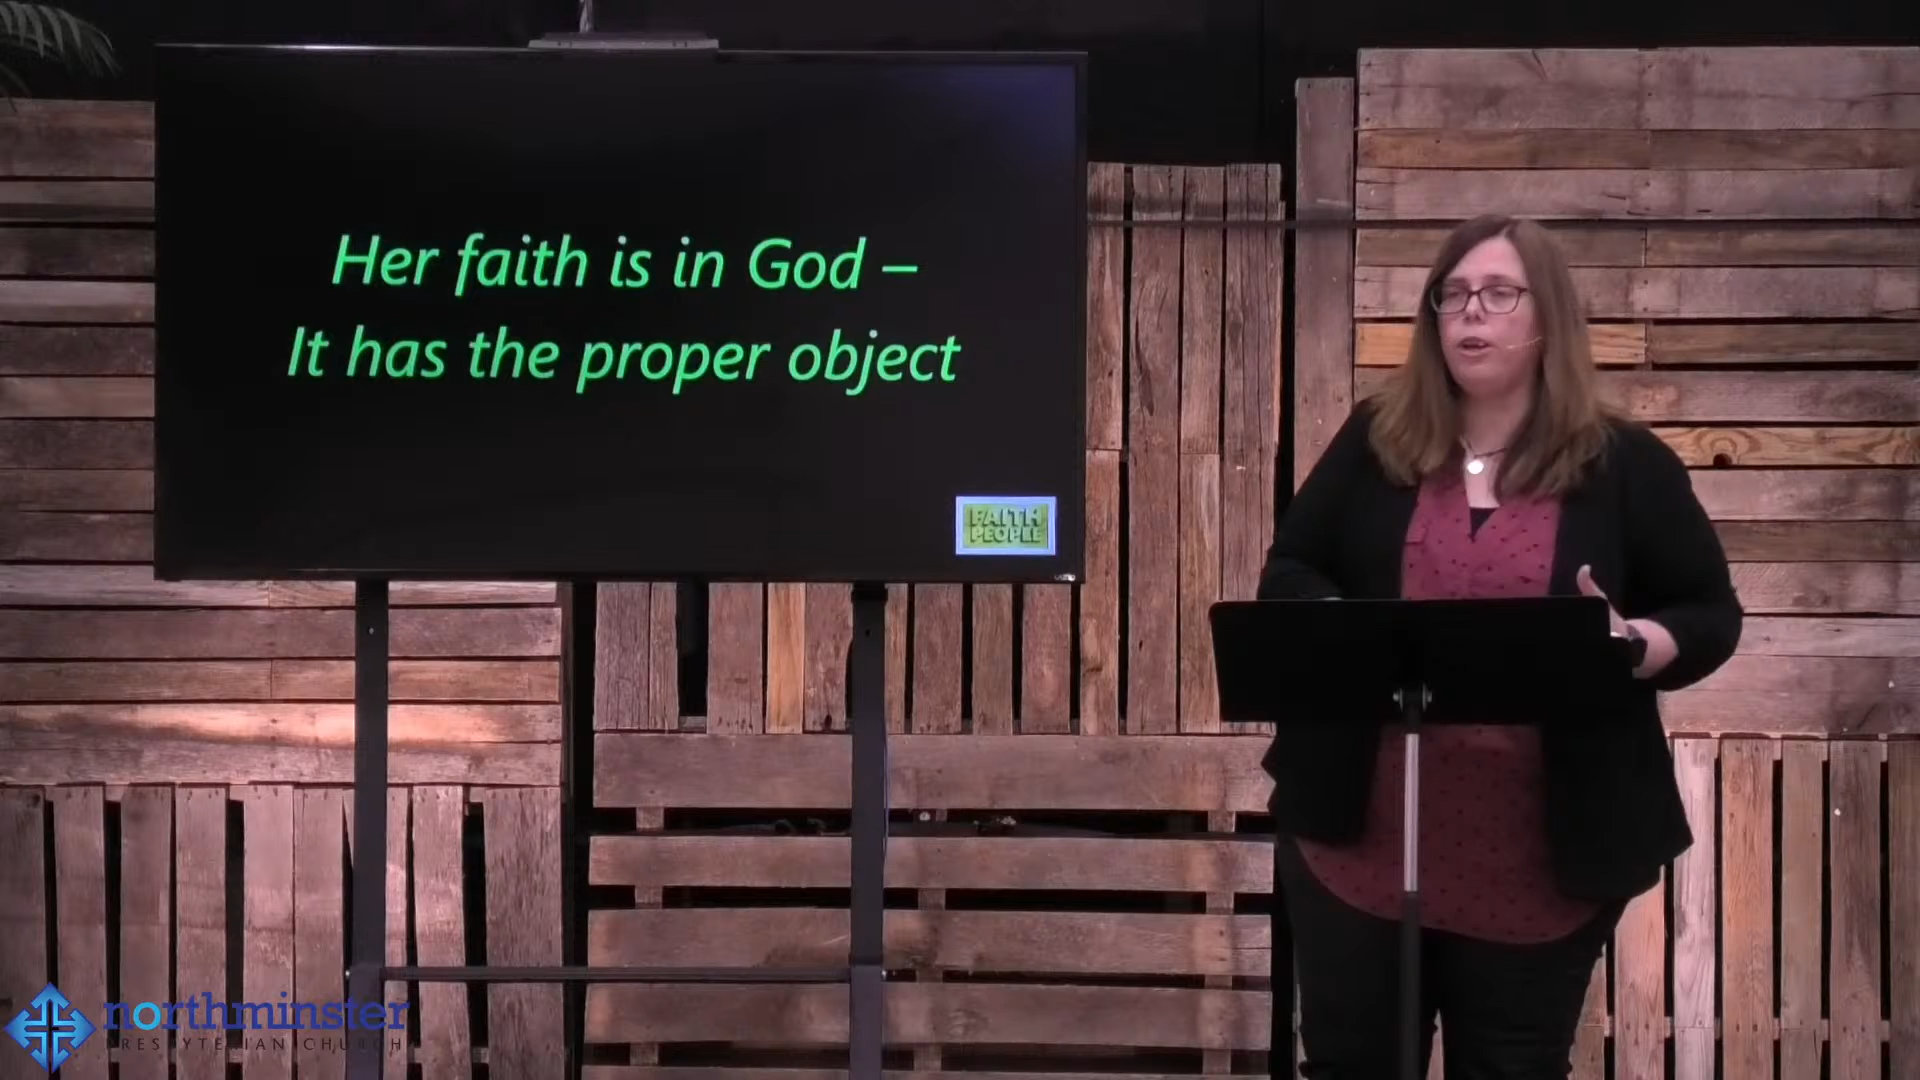 Her faith is in God –
It has the proper object
FAITH
PEOPLE
northminster
PRESBYTERIAN CHURCH